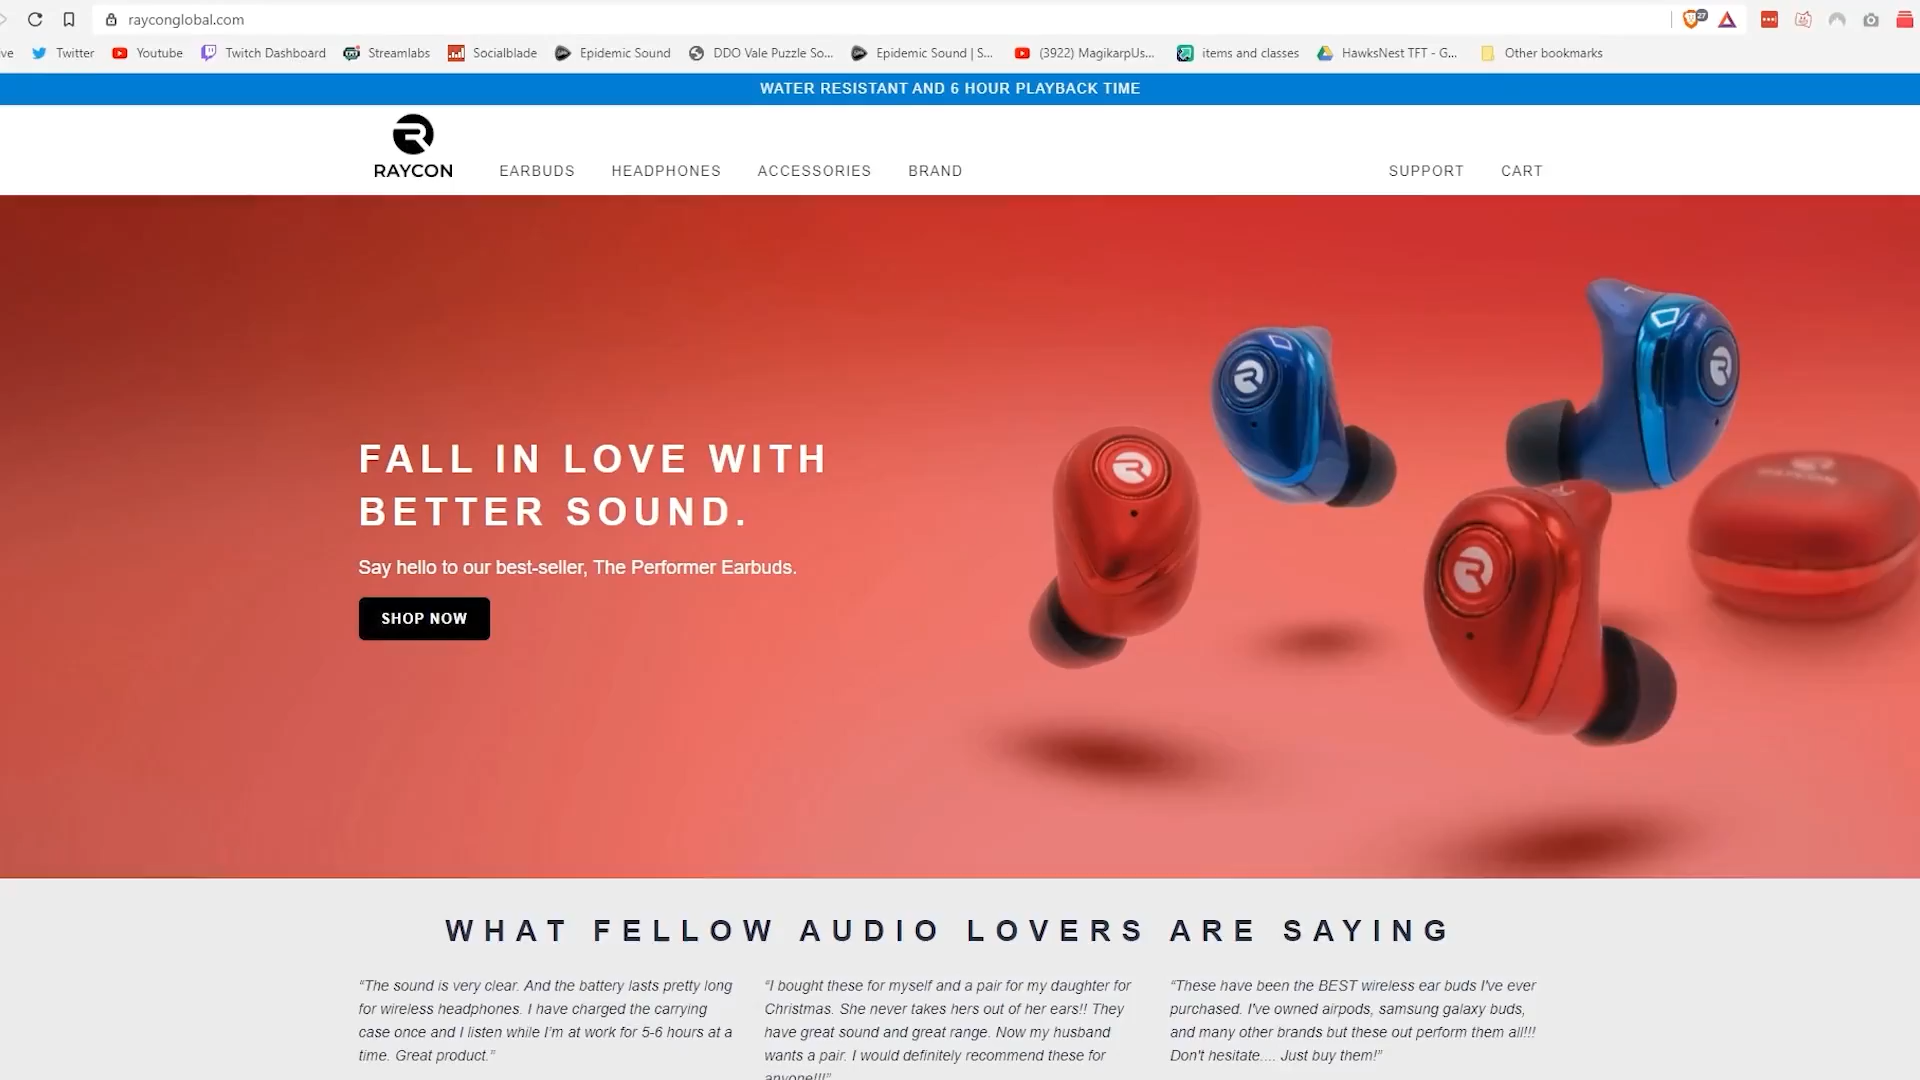 rayconglobal.com
27
ve Twitter Youtube Twitch Dashboard Streamlabs Socialblade Epidemic Sound DDO Vale Puzzle So... Epidemic Sound | S... (3922) MagikarpUs... items and classes HawksNest TFT - G... Other bookmarks
WATER RESISTANT AND 6 HOUR PLAYBACK TIME
RAYCON EARBUDS HEADPHONES ACCESSORIES BRAND SUPPORT CART
FALL IN LOVE WITH
BETTER SOUND.
Say hello to our best-seller, The Performer Earbuds.
SHOP NOW
WHAT FELLOW AUDIO LOVERS ARE SAYING
“The sound is very clear. And the battery lasts pretty long
for wireless headphones. I have charged the carrying
case once and I listen while I'm at work for 5-6 hours at a
time. Great product.”
“I bought these for myself and a pair for my daughter for
Christmas. She never takes hers out of her ears!! They
have great sound and great range. Now my husband
wants a pair. I would definitely recommend these for
anyone!!!”
“These have been the BEST wireless ear buds I've ever
purchased. I've owned airpods, samsung galaxy buds,
and many other brands but these out perform them all!!!
Don't hesitate.... Just buy them!”